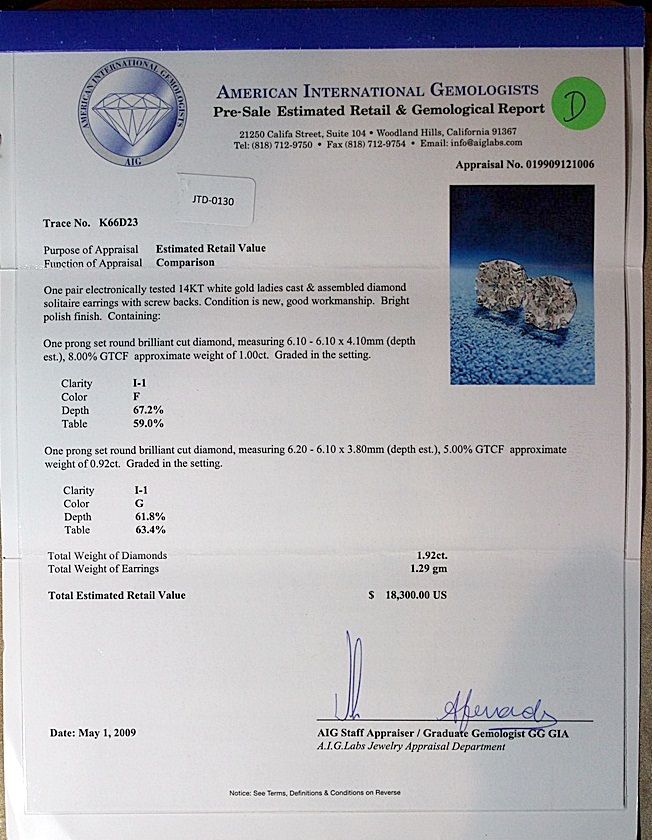 AMERICAN INTERNATIONAL GEMOLOGISTS
AIG
AMERICAN INTERNATIONAL GEMOLOGISTS
Pre-Sale Estimated Retail & Gemological Report
D
21250 Califa Street, Suite 104 • Woodland Hills, California 91367
Tel: (818) 712-9750 • Fax (818) 712-9754 • Email: info@aiglabs.com
Appraisal No. 019909121006
JTD-0130
Trace No. K66D23
Purpose of Appraisal Estimated Retail Value
Function of Appraisal Comparison
One pair electronically tested 14KT white gold ladies cast & assembled diamond
solitaire earrings with screw backs. Condition is new, good workmanship. Bright
polish finish. Containing:
One prong set round brilliant cut diamond, measuring 6.10 - 6.10 x 4.10mm (depth
est.), 8.00% GTCF approximate weight of 1.00ct. Graded in the setting.
Clarity I-1
Color F
Depth 67.2%
Table 59.0%
One prong set round brilliant cut diamond, measuring 6.20 - 6.10 x 3.80mm (depth est.), 5.00% GTCF approximate
weight of 0.92ct. Graded in the setting.
Clarity I-1
Color G
Depth 61.8%
Table 63.4%
Total Weight of Diamonds 1.92ct.
Total Weight of Earrings 1.29 gm
Total Estimated Retail Value $ 18,300.00 US
Date: May 1, 2009
AIG Staff Appraiser / Graduate Gemologist GG GIA
A.I.G.Labs Jewelry Appraisal Department
Notice: See Terms, Definitions & Conditions on Reverse